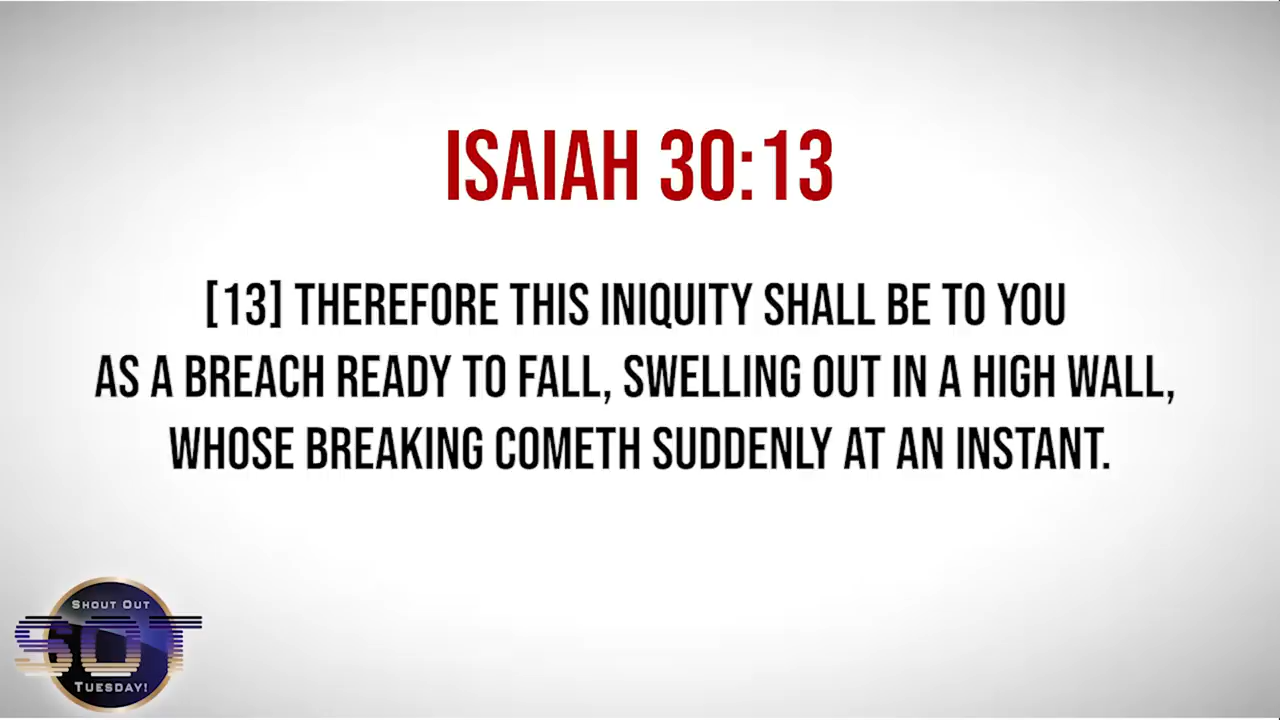 ISAIAH 30:13
[13] THEREFORE THIS INIQUITY SHALL BE TO YOU
AS A BREACH READY TO FALL, SWELLING OUT IN A HIGH WALL,
WHOSE BREAKING COMETH SUDDENLY AT AN INSTANT.
SHOUT OUT
SOT
TUESDAY!